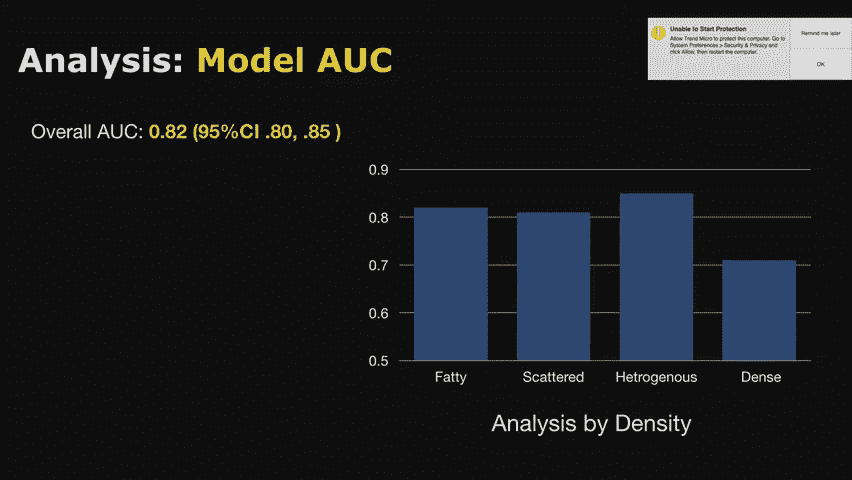 Analysis: Model AUC
Unable to Start Protection
Allow Trend Micro to protect this computer. Go to
System Preferences > Security & Privacy and
click Allow, then restart the computer.
Remind me later
OK
Overall AUC: 0.82 (95%CI .80, .85 )
0.9
0.8
0.7
0.6
0.5
Fatty Scattered Hetrogenous Dense
Analysis by Density